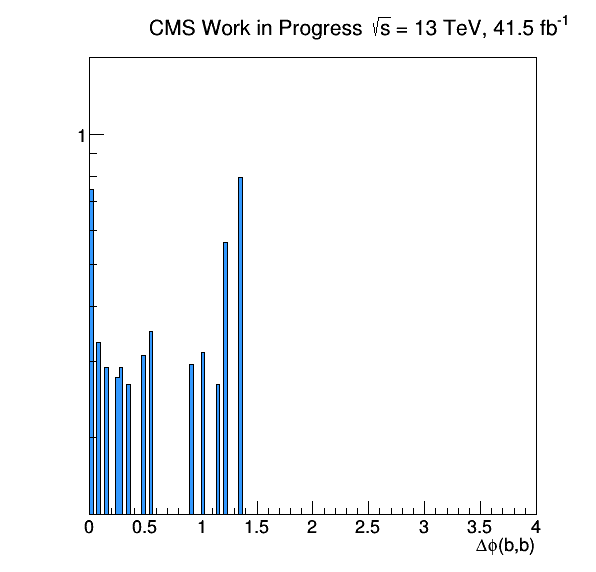 CMS Work in Progress √s = 13 TeV, 41.5 fb⁻¹
1
0 0.5 1 1.5 2 2.5 3 3.5 4
Δϕ(b,b)